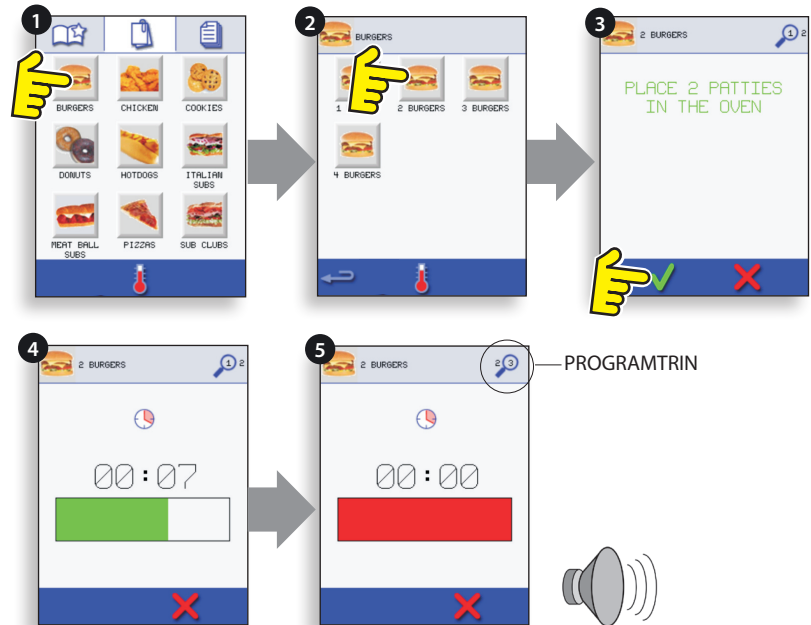 1
BURGERS CHICKEN COOKIES
DONUTS HOTDOGS ITALIAN
SUBS
MEAT BALL PIZZAS SUB CLUBS
SUBS
2
BURGERS
1 2 BURGERS 3 BURGERS
4 BURGERS
3
2 BURGERS 1 2
PLACE 2 PATTIES
IN THE OVEN
4
2 BURGERS 1 2
00:07
5
2 BURGERS 2 3
PROGRAMTRIN
00:00